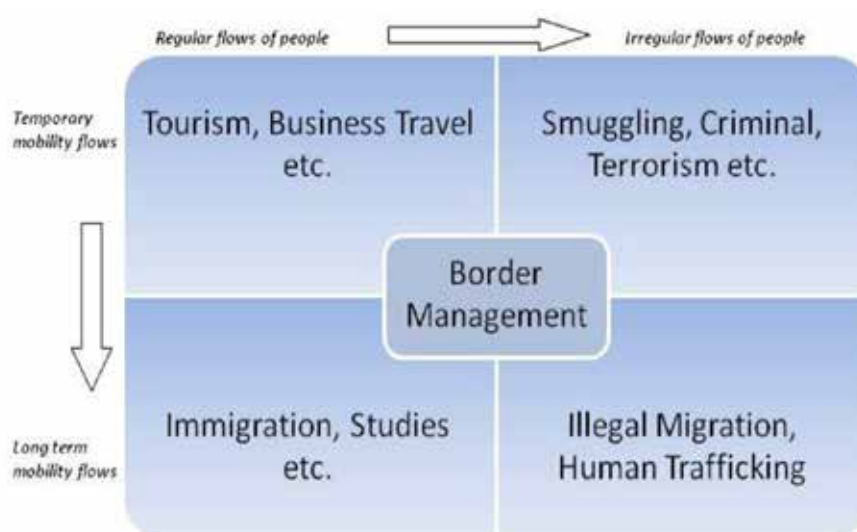 Regular flows of people
Irregular flows of people
Temporary
mobility flows
Tourism, Business Travel
etc.
Smuggling, Criminal,
Terrorism etc.
Border
Management
Long term
mobility flows
Immigration, Studies
etc.
Illegal Migration,
Human Trafficking